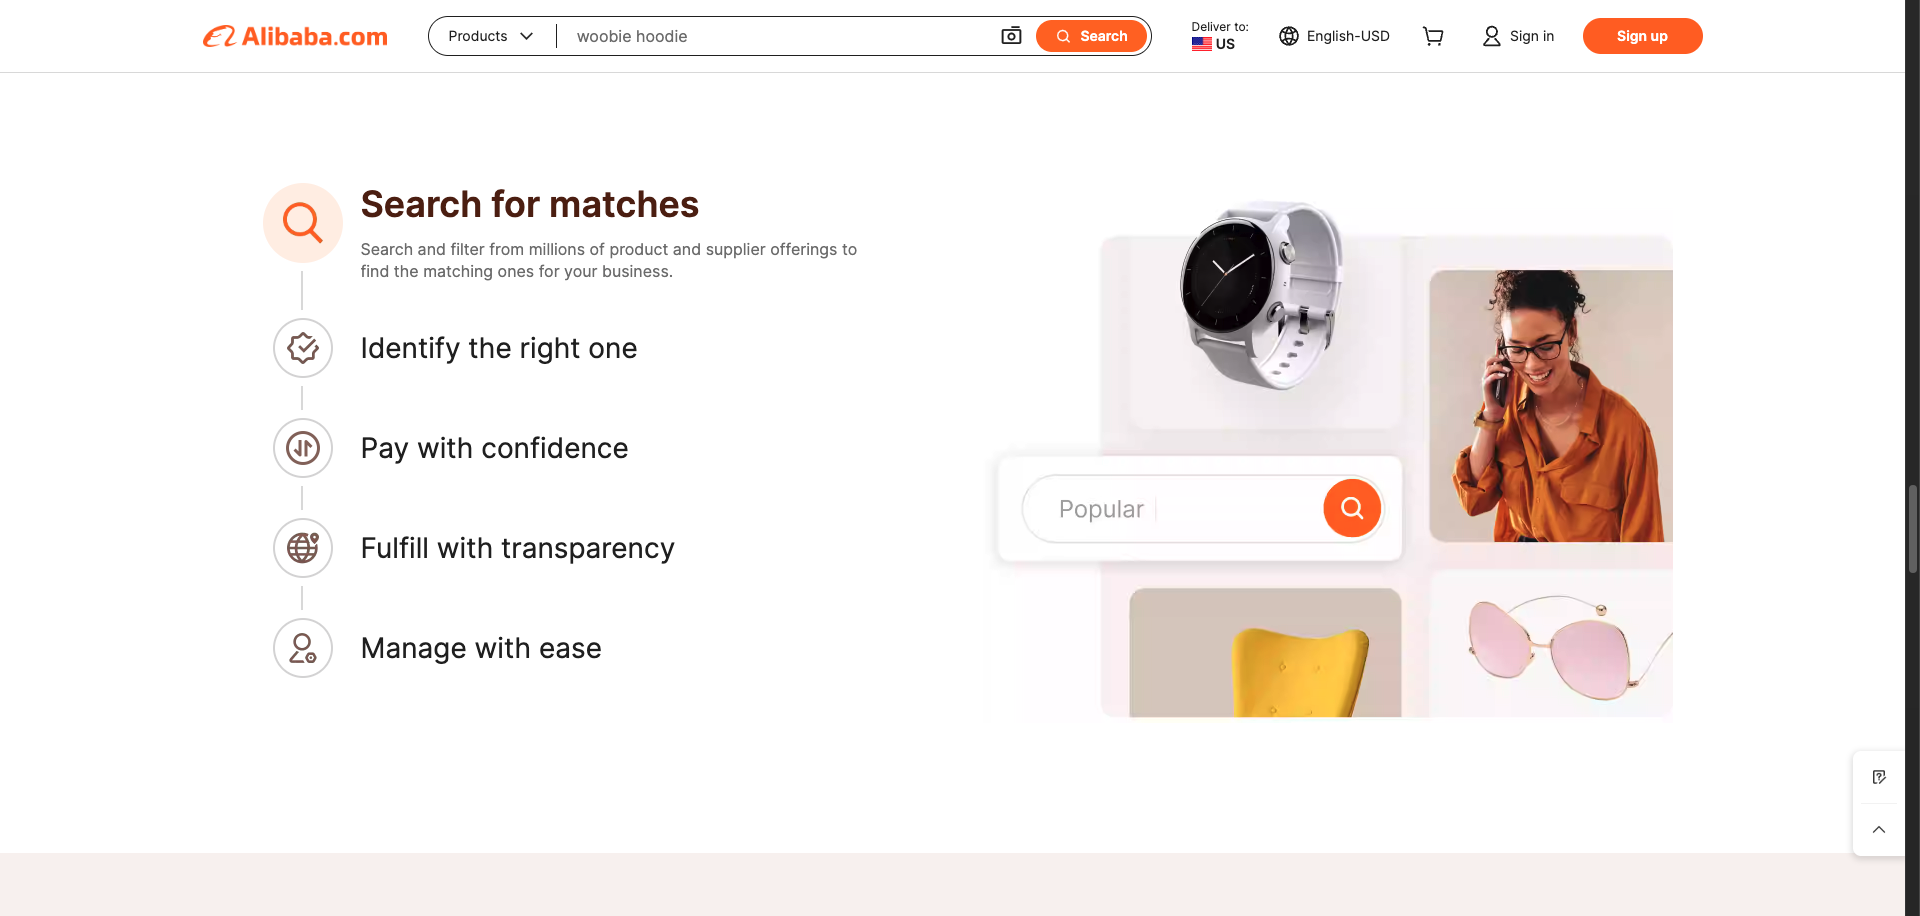 Alibaba.com
Products
woobie hoodie
Search
Deliver to:
US
English-USD
Sign in
Sign up
Search for matches
Search and filter from millions of product and supplier offerings to
find the matching ones for your business.
Identify the right one
Pay with confidence
Fulfill with transparency
Manage with ease
Popular